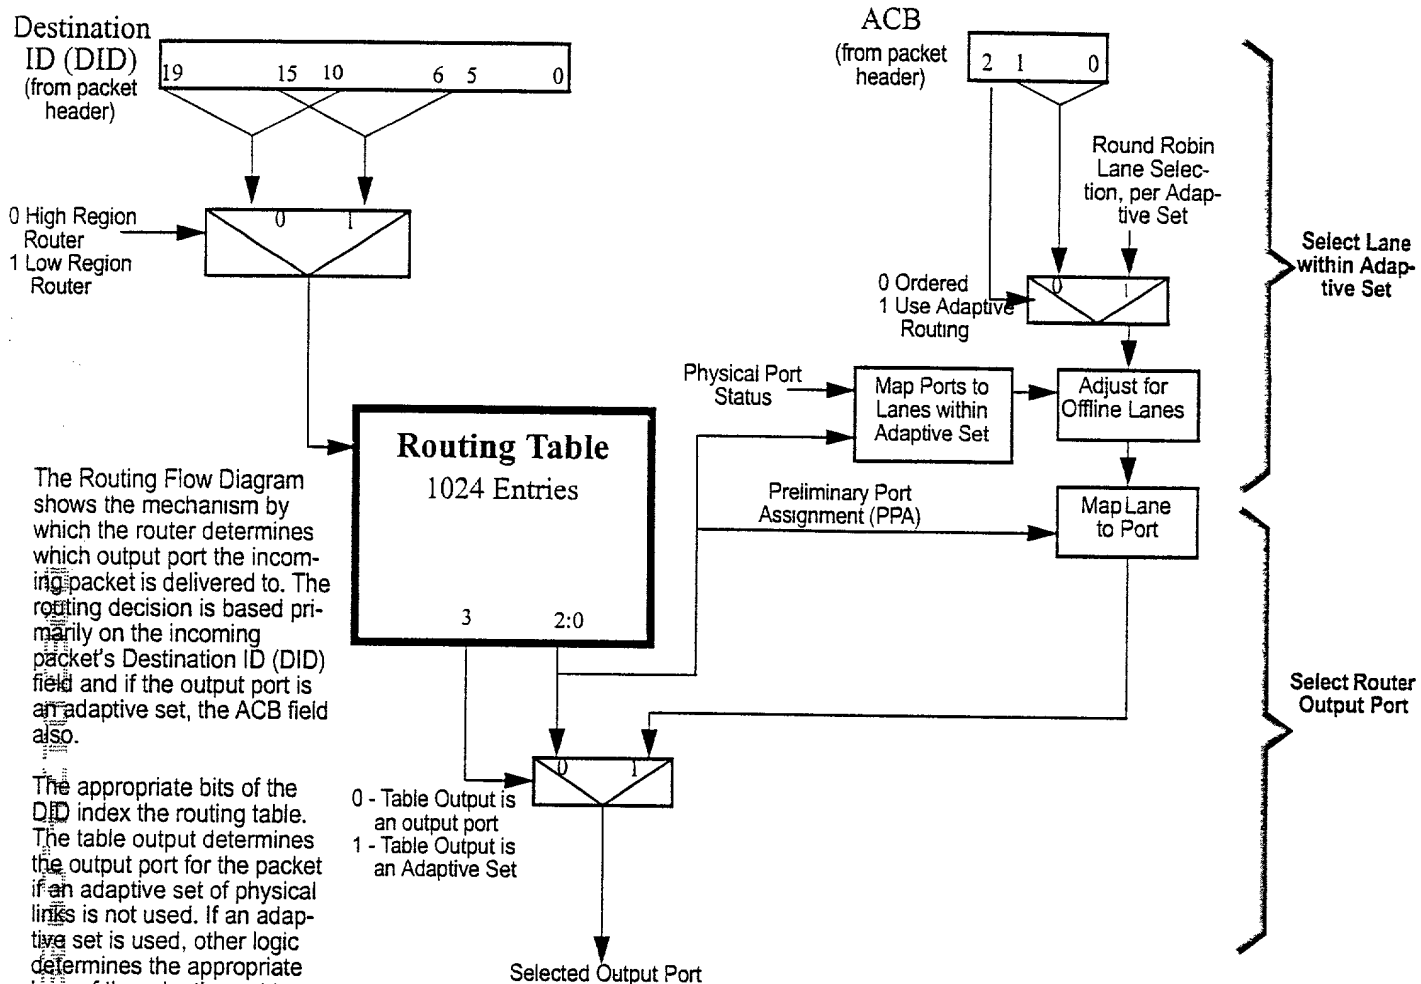 Destination
ID (DID)
(from packet
header)
19 15 10 6 5 0
ACB
(from packet
header)
2 1 0
Round Robin
Lane Selec-
tion, per Adap-
tive Set
0 High Region
Router
1 Low Region
Router
0 1
0 Ordered
1 Use Adaptive
Routing
0 1
Select Lane
within Adap-
tive Set
Physical Port
Status
Map Ports to
Lanes within
Adaptive Set
Adjust for
Offline Lanes
Routing Table
1024 Entries
3 2:0
Preliminary Port
Assignment (PPA)
Map Lane
to Port
Select Router
Output Port
0 1
0 - Table Output is
an output port
1 - Table Output is
an Adaptive Set
Selected Output Port
The Routing Flow Diagram
shows the mechanism by
which the router determines
which output port the incom-
ing packet is delivered to. The
routing decision is based pri-
marily on the incoming
packet's Destination ID (DID)
field and if the output port is
an adaptive set, the ACB field
also.
The appropriate bits of the
DID index the routing table.
The table output determines
the output port for the packet
if an adaptive set of physical
links is not used. If an adap-
tive set is used, other logic
determines the appropriate